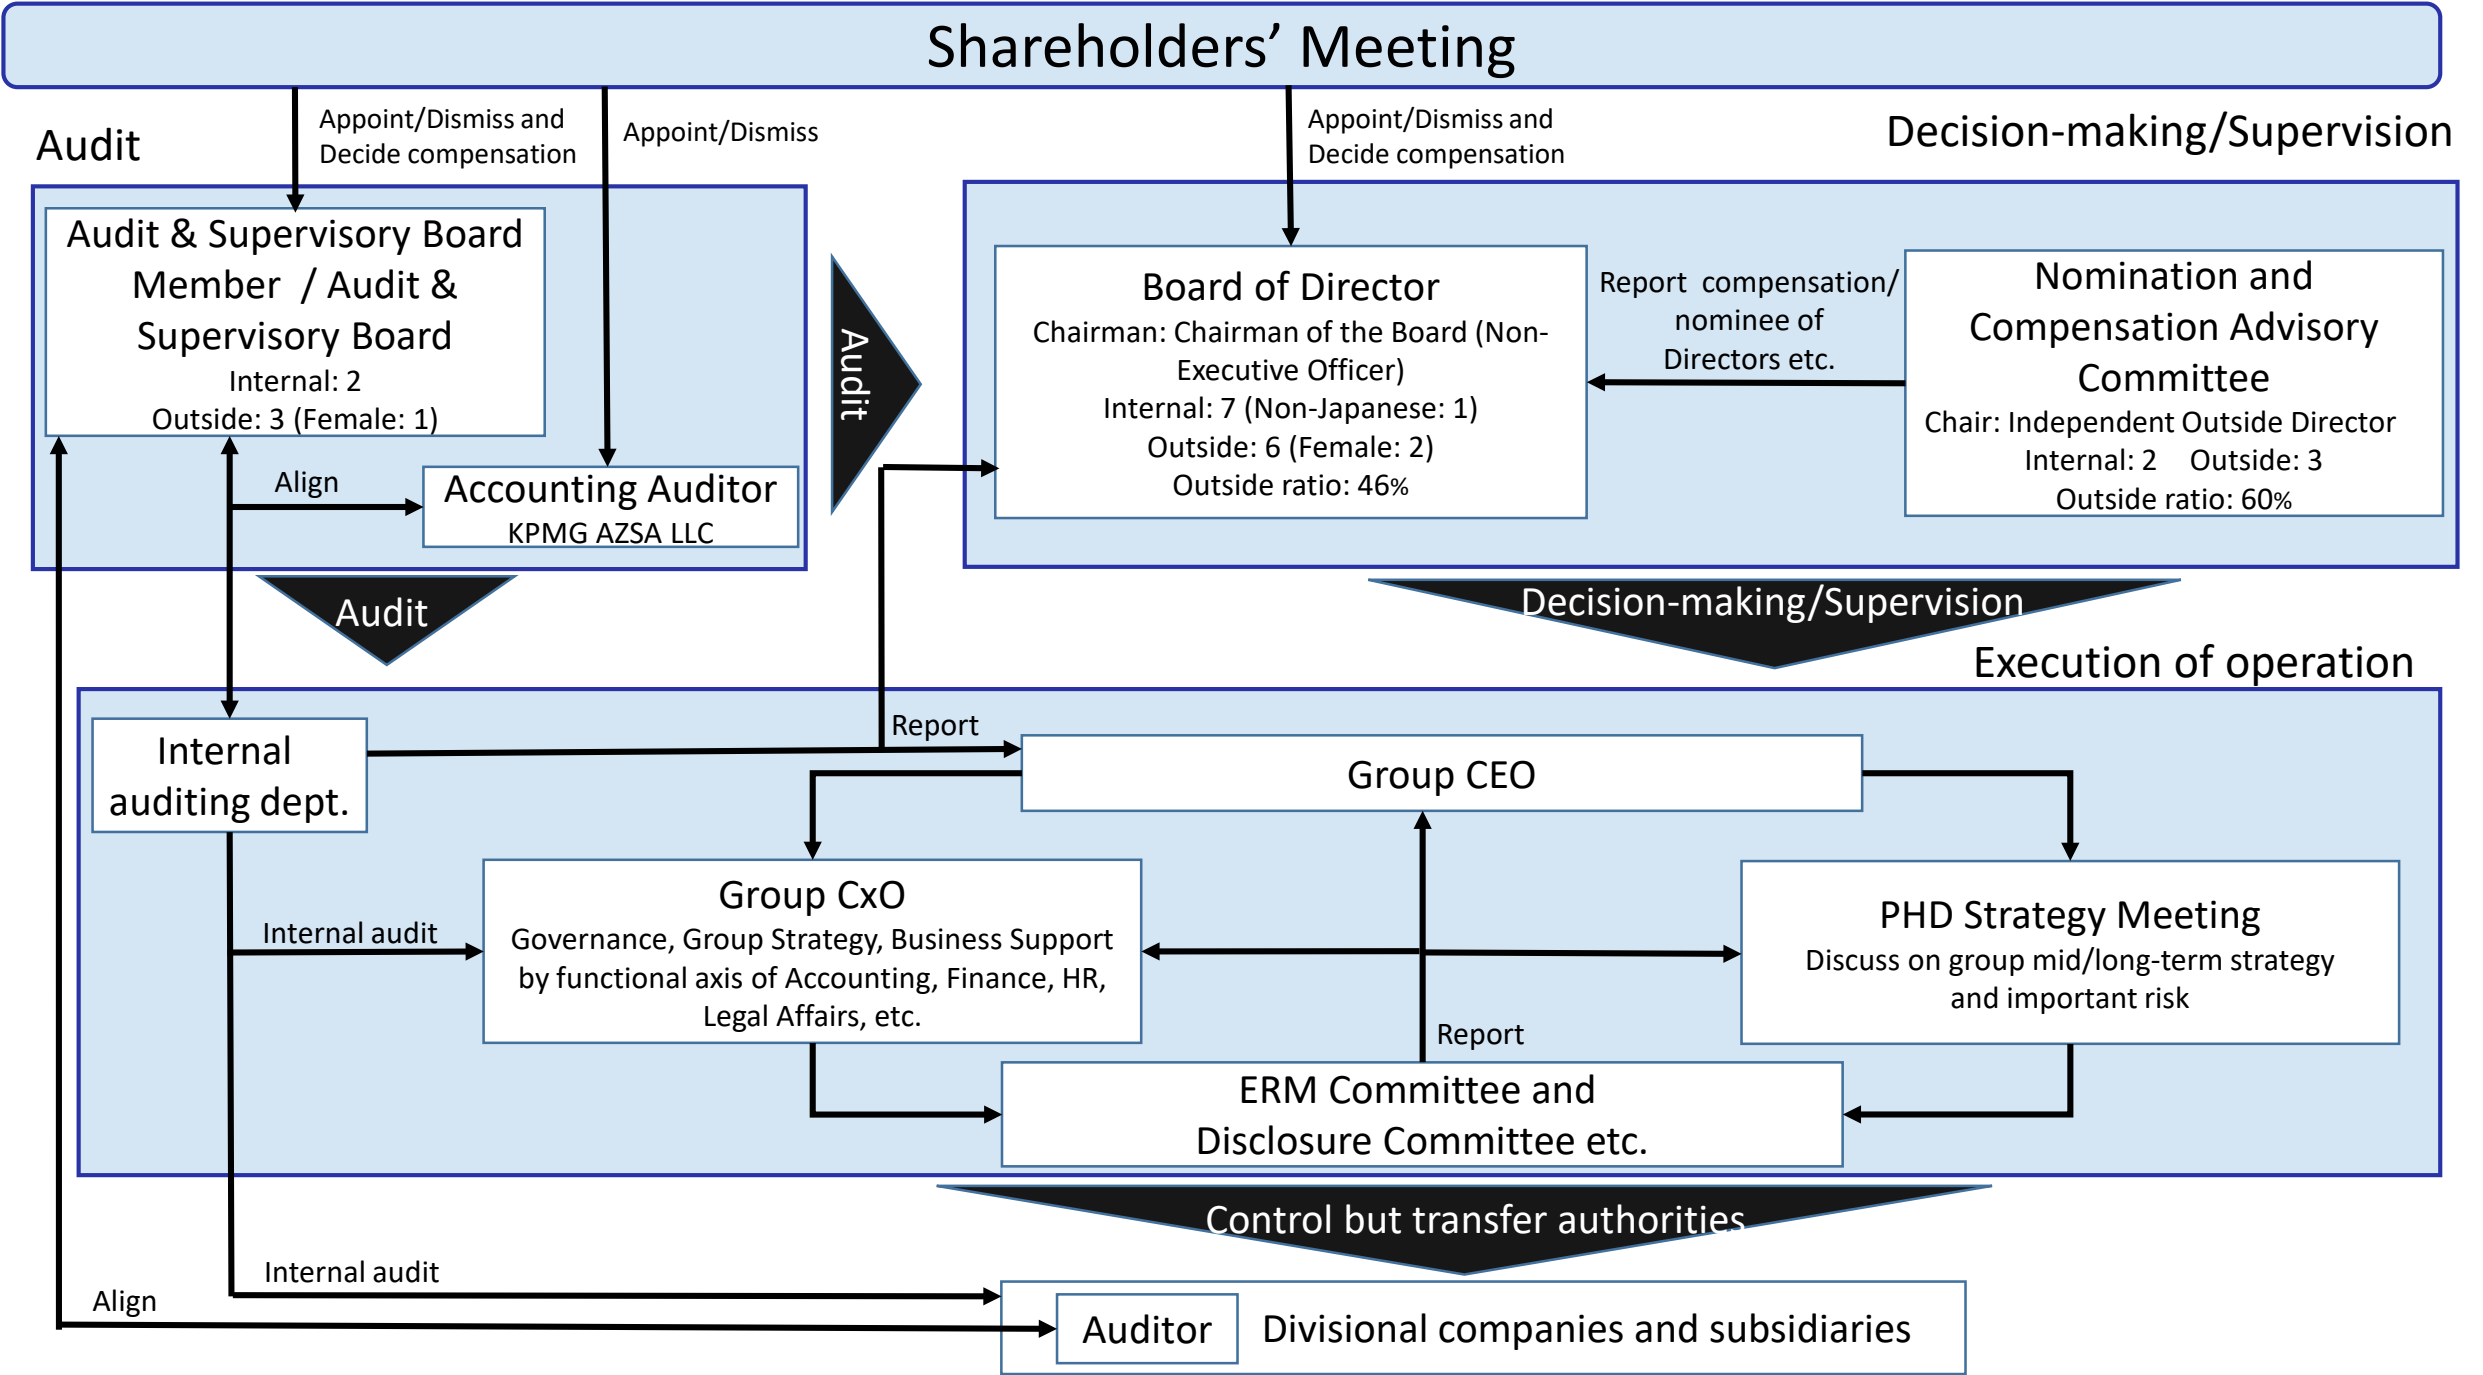 Shareholders’ Meeting
Audit
Appoint/Dismiss and
Decide compensation
Appoint/Dismiss
Appoint/Dismiss and
Decide compensation
Decision-making/Supervision
Audit & Supervisory Board
Member / Audit &
Supervisory Board
Internal: 2
Outside: 3 (Female: 1)
Align
Accounting Auditor
KPMG AZSA LLC
Audit
Board of Director
Chairman: Chairman of the Board (Non-
Executive Officer)
Internal: 7 (Non-Japanese: 1)
Outside: 6 (Female: 2)
Outside ratio: 46%
Report compensation/
nominee of
Directors etc.
Nomination and
Compensation Advisory
Committee
Chair: Independent Outside Director
Internal: 2 Outside: 3
Outside ratio: 60%
Audit
Decision-making/Supervision
Execution of operation
Internal
auditing dept.
Report
Group CEO
Internal audit
Group CxO
Governance, Group Strategy, Business Support
by functional axis of Accounting, Finance, HR,
Legal Affairs, etc.
PHD Strategy Meeting
Discuss on group mid/long-term strategy
and important risk
Report
ERM Committee and
Disclosure Committee etc.
Control but transfer authorities
Internal audit
Align
Auditor
Divisional companies and subsidiaries